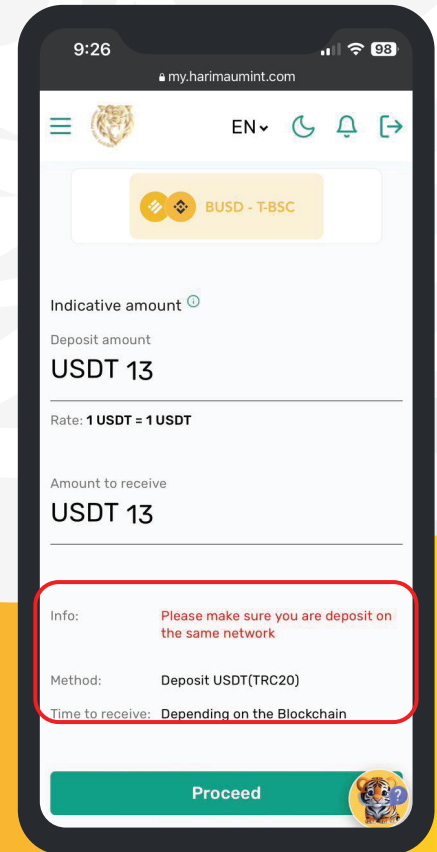 9:26
98
my.harimaumint.com
EN
BUSD - T-BSC
Indicative amount
Deposit amount
USDT 13
Rate: 1 USDT = 1 USDT
Amount to receive
USDT 13
Info: Please make sure you are deposit on
the same network
Method: Deposit USDT(TRC20)
Time to receive: Depending on the Blockchain
Proceed
?